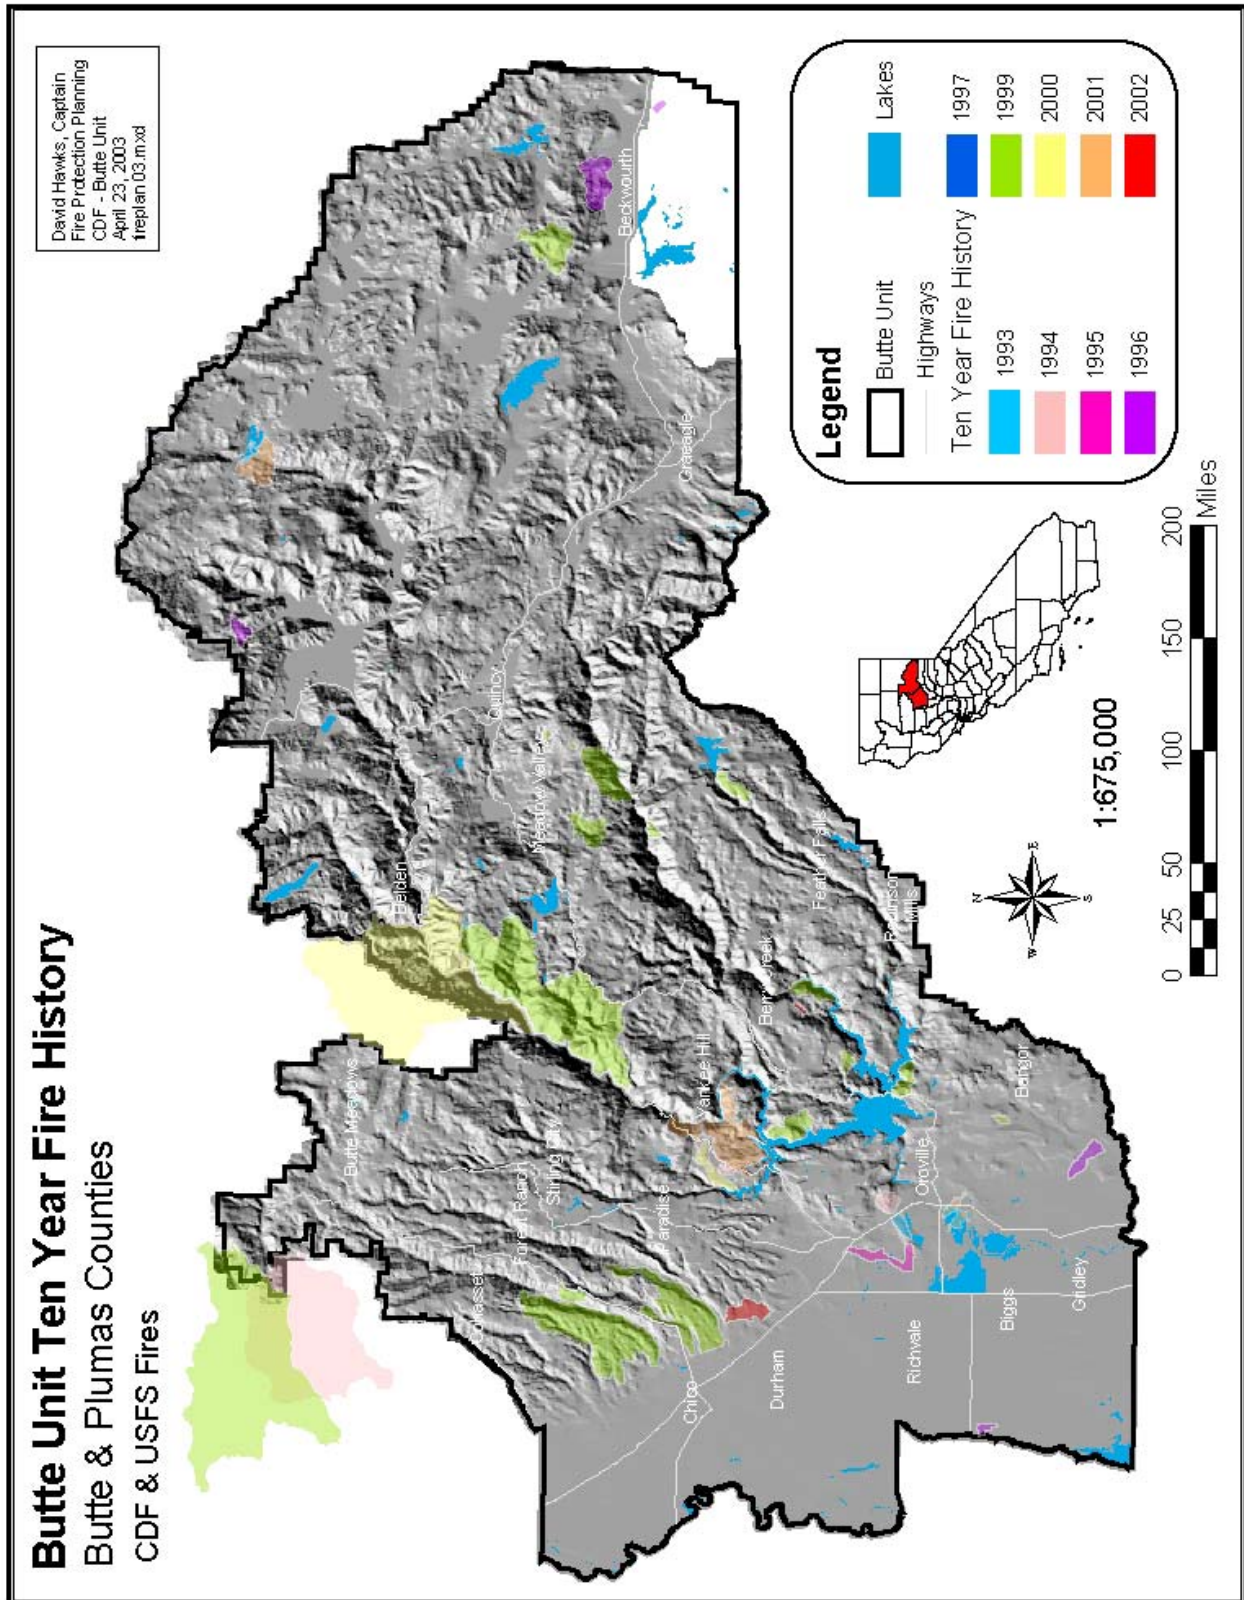 Butte Unit Ten Year Fire History
Butte & Plumas Counties
CDF & USFS Fires
David Hawks, Captain
Fire Protection Planning
CDF - Butte Unit
April 23, 2003
fireplan03.mxd
Butte Meadows
Belden
Cohasset
Forest Ranch
Stirling City
Quincy
Meadow Valley
Beckwourth
Graeagle
Chico
Paradise
Yankee Hill
Berry Creek
Feather Falls
Robinson
Mills
Durham
Oroville
Richvale
Biggs
Bangor
Gridley
Legend
Butte Unit
Lakes
Highways
Ten Year Fire History
1993
1994
1995
1996
1997
1999
2000
2001
2002
N
W
E
S
1:675,000
0 25 50 100 150 200
Miles